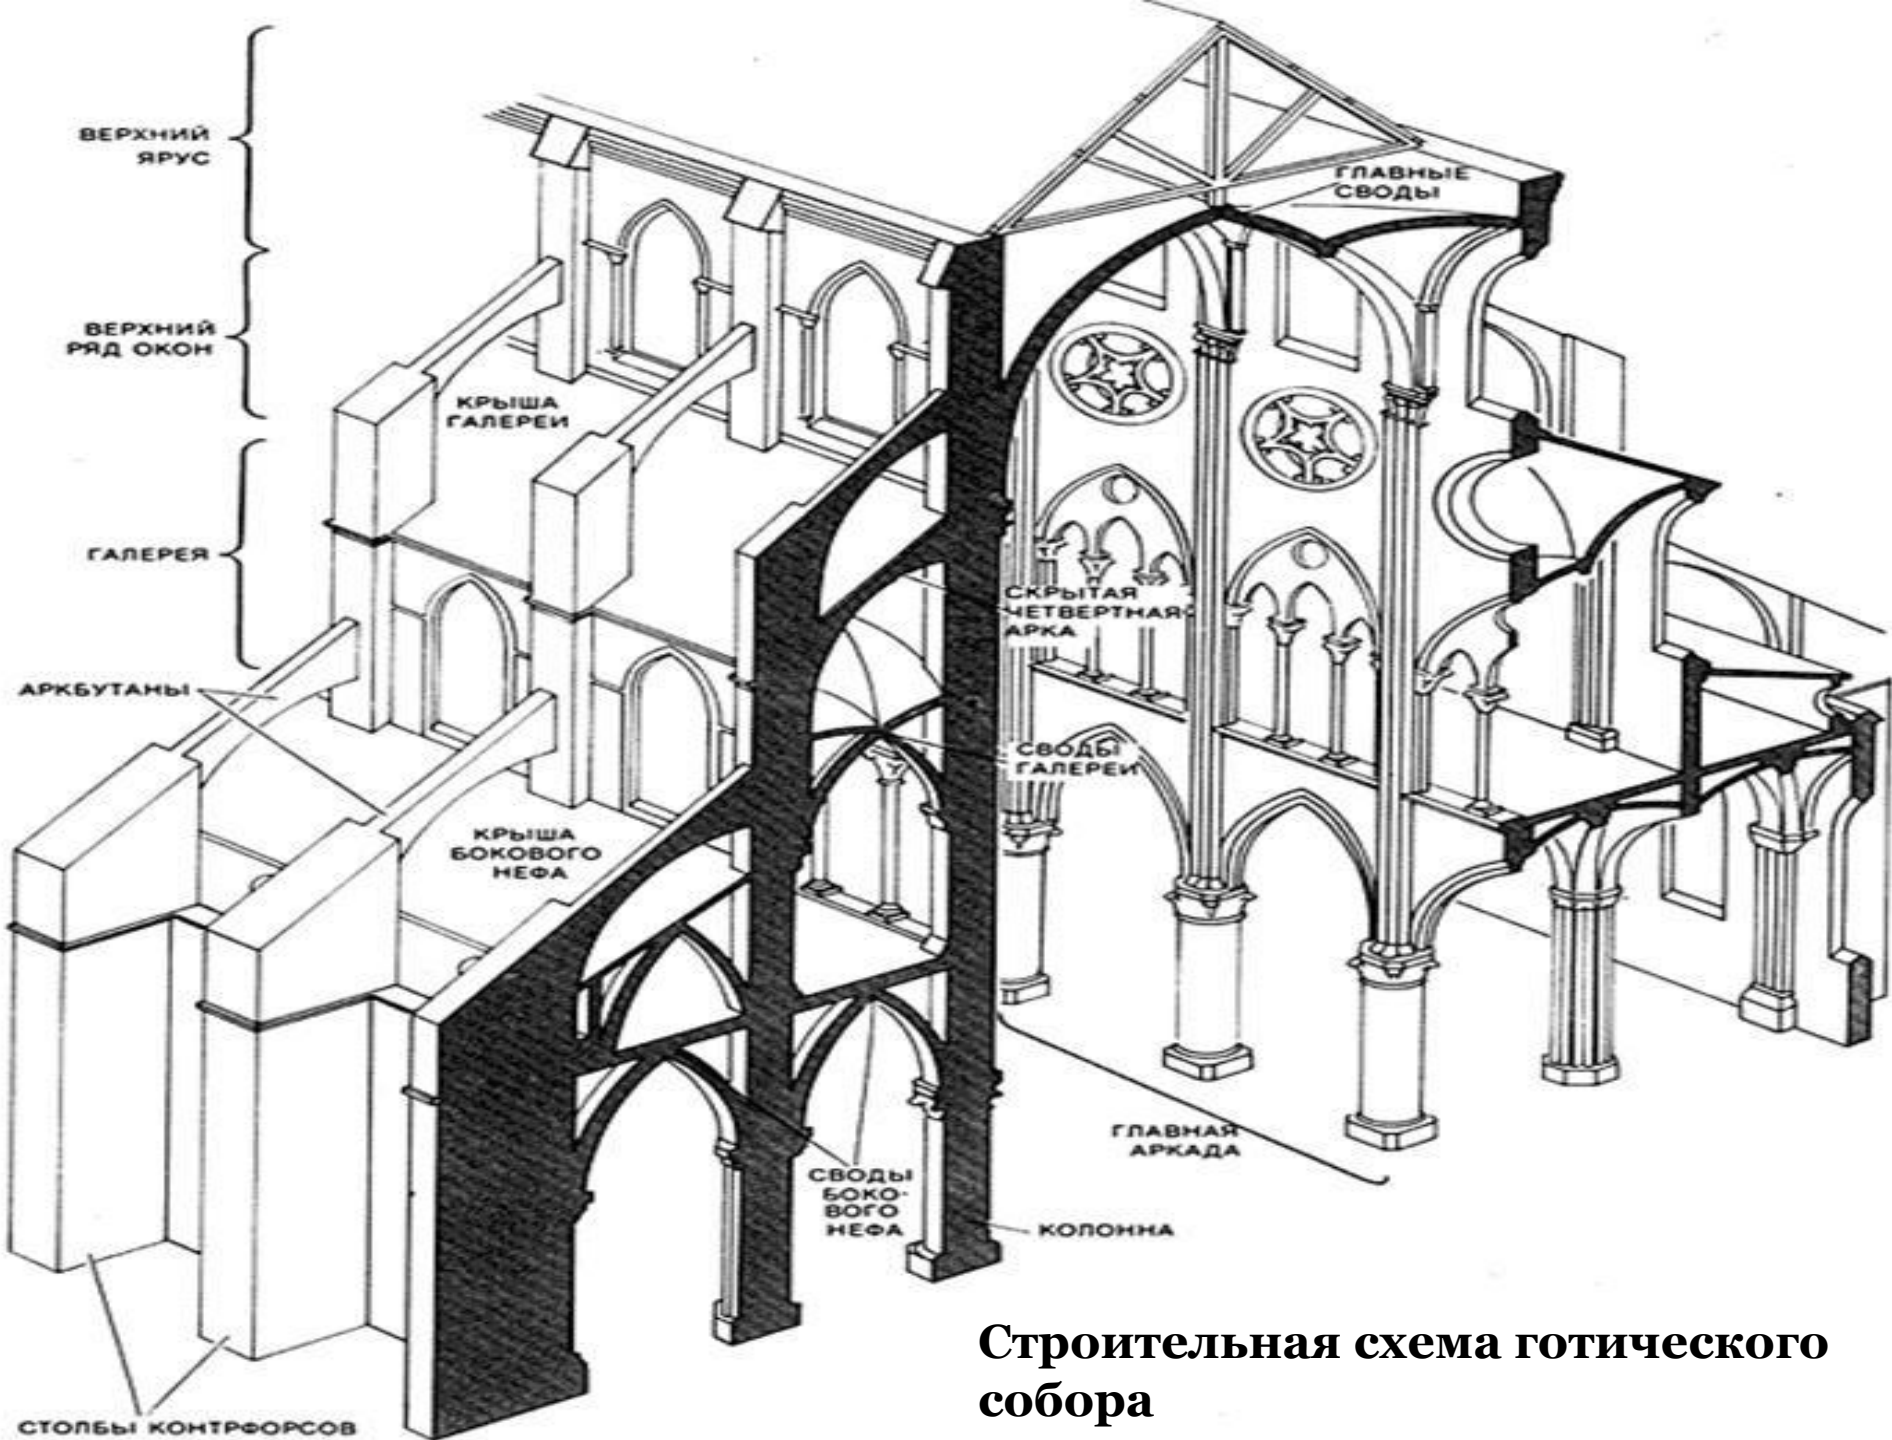 ВЕРХНИЙ
ЯРУС
ГЛАВНЫЕ
СВОДЫ
ВЕРХНИЙ
РЯД ОКОН
КРЫША
ГАЛЕРЕИ
ГАЛЕРЕЯ
СКРЫТАЯ
ЧЕТВЕРТНАЯ
АРКА
АРКБУТАНЫ
СВОДЫ
ГАЛЕРЕИ
КРЫША
БОКОВОГО
НЕФА
ГЛАВНАЯ
АРКАДА
СВОДЫ
БОКО-
ВОГО
НЕФА
КОЛОННА
СТОЛБЫ КОНТРФОРСОВ
Строительная схема готического
собора